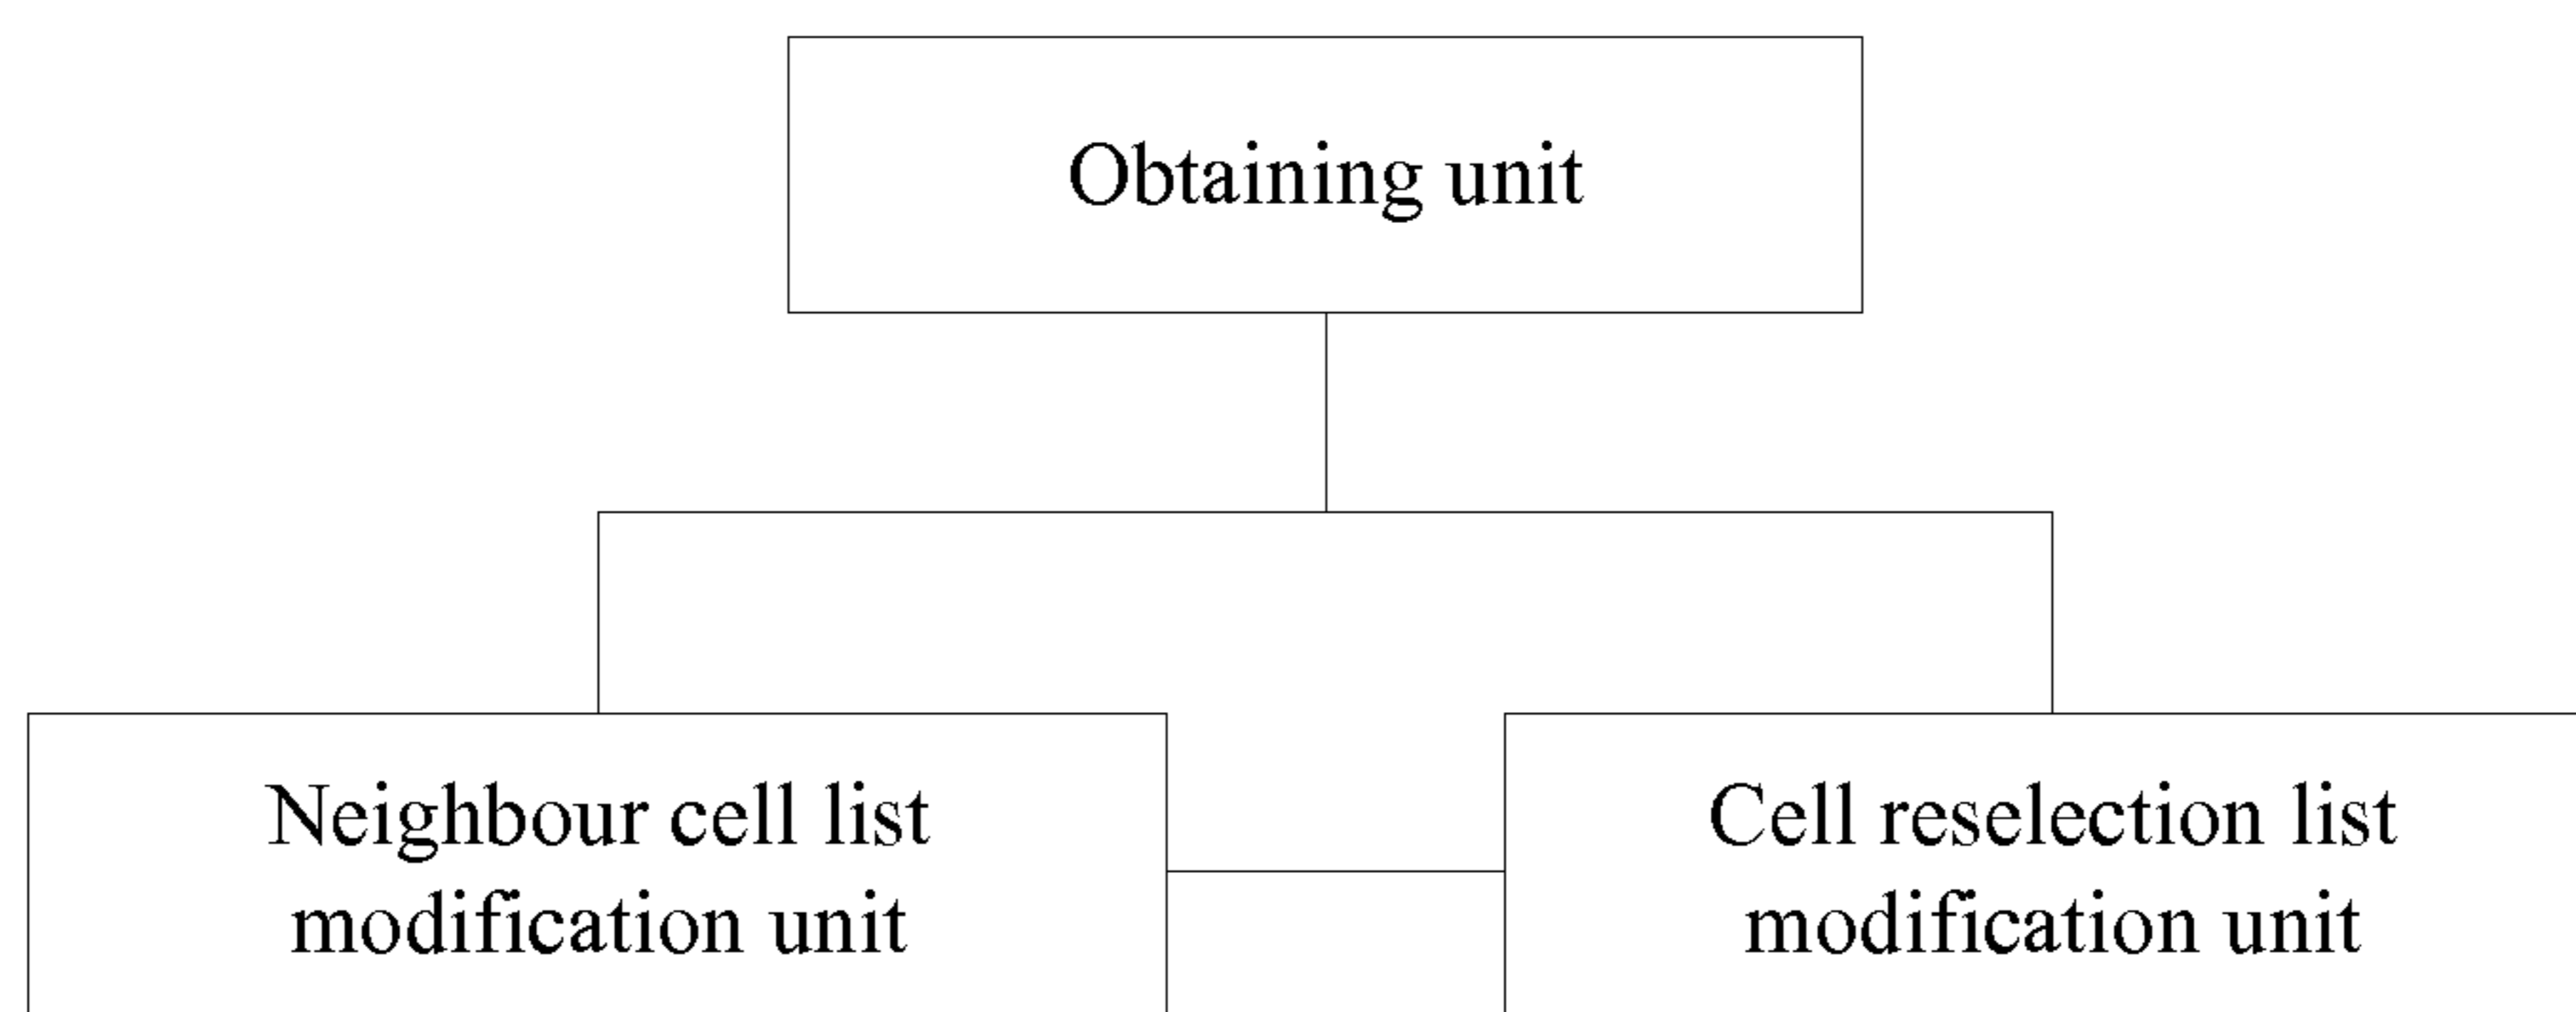 Obtaining unit
Neighbour cell list
modification unit
Cell reselection list
modification unit